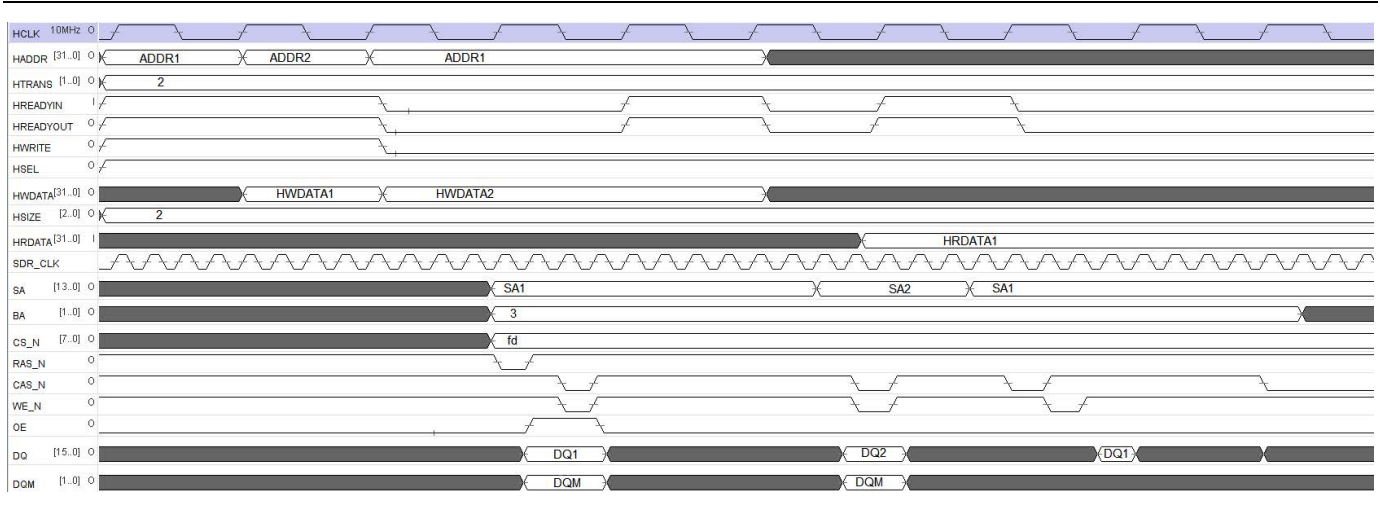 HCLK 10MHz O
HADDR [31..0] O ADDR1 ADDR2 ADDR1
HTRANS [1..0] O 2
HREADYIN I
HREADYOUT O
HWRITE O
HSEL O
HWDATA [31..0] O HWDATA1 HWDATA2
HSIZE [2..0] O 2
HRDATA [31..0] I HRDATA1
SDR_CLK
SA [13..0] O SA1 SA2 SA1
BA [1..0] O 3
CS_N [7..0] O fd
RAS_N O
CAS_N O
WE_N O
OE O
DQ [15..0] O DQ1 DQ2 DQ1
DQM [1..0] O DQM DQM